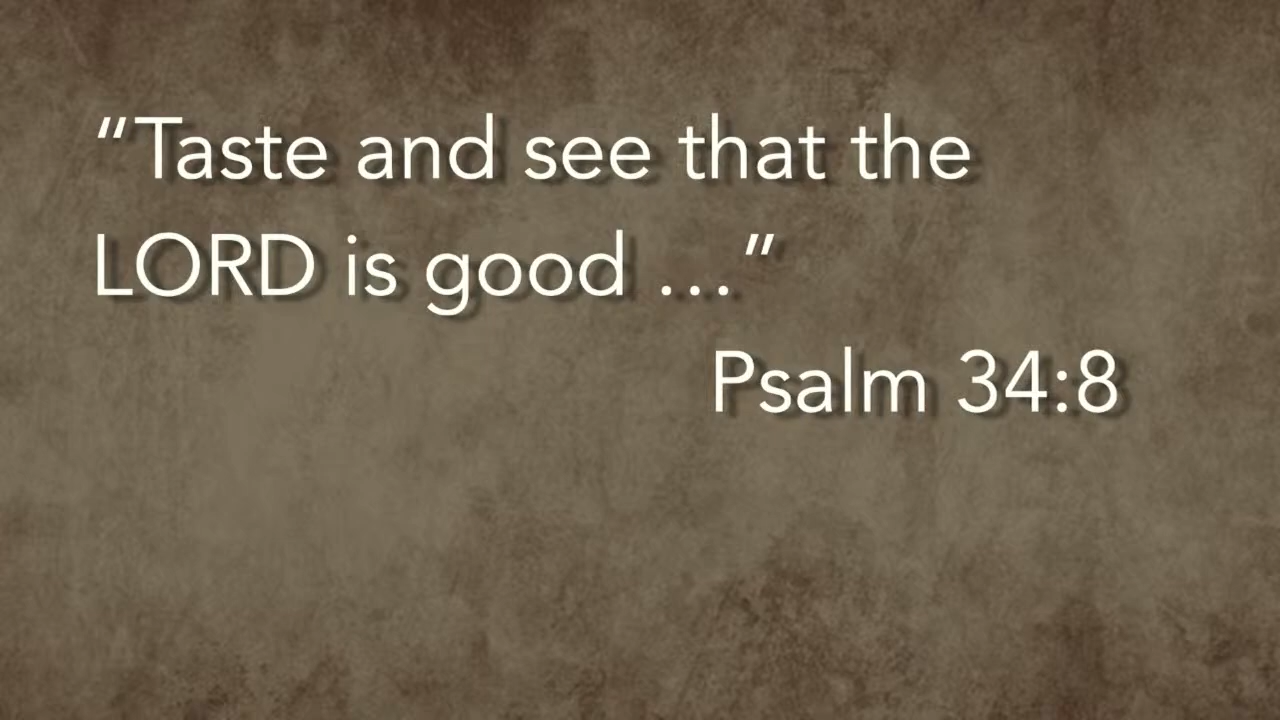 “Taste and see that the
LORD is good …”
Psalm 34:8